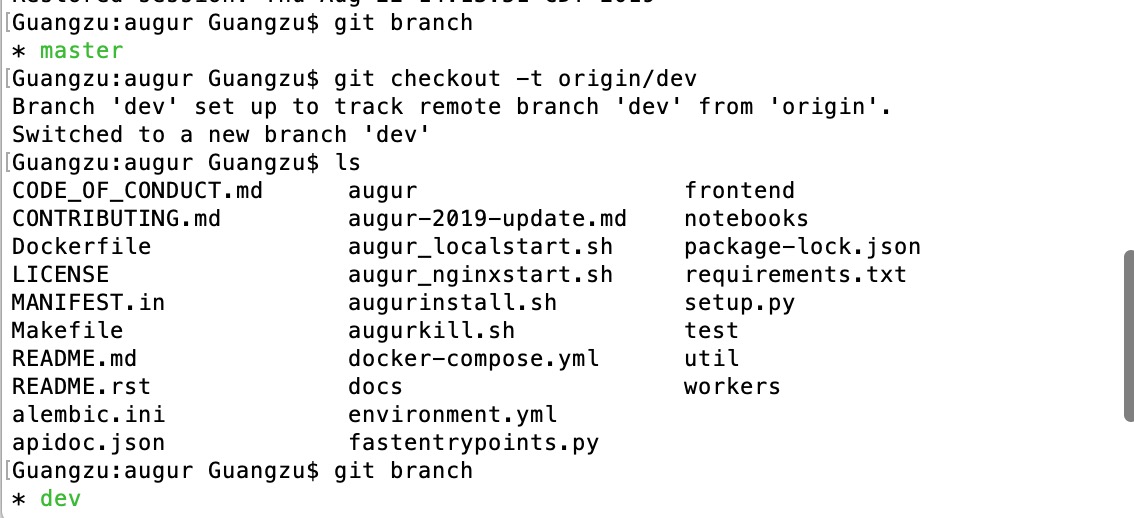 Guangzu:augur Guangzu$ git branch
* master
[Guangzu:augur Guangzu$ git checkout -t origin/dev
Branch 'dev' set up to track remote branch 'dev' from 'origin'.
Switched to a new branch 'dev'
[Guangzu:augur Guangzu$ ls
CODE_OF_CONDUCT.md augur frontend
CONTRIBUTING.md augur-2019-update.md notebooks
Dockerfile augur_localstart.sh package-lock.json
LICENSE augur_nginxstart.sh requirements.txt
MANIFEST.in augurinstall.sh setup.py
Makefile augurkill.sh test
README.md docker-compose.yml util
README.rst docs workers
alembic.ini environment.yml
apidoc.json fastentrypoints.py
[Guangzu:augur Guangzu$ git branch
* dev